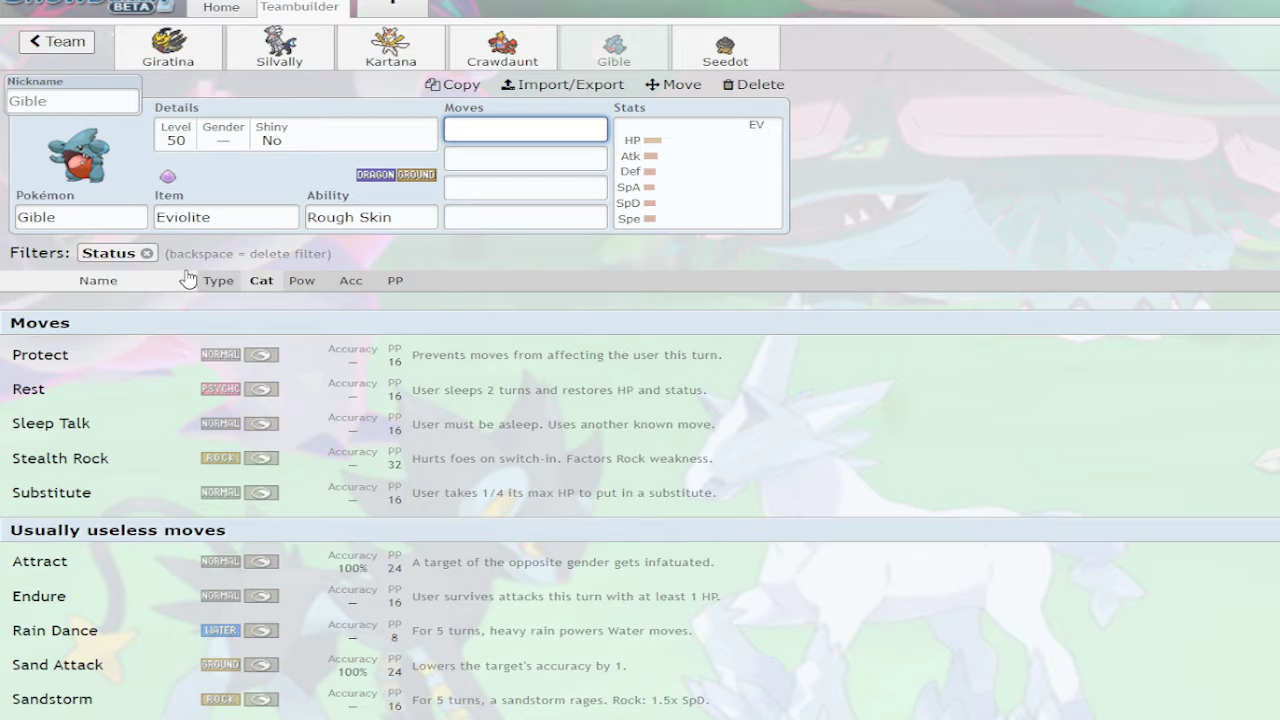 BETA Home Teambuilder
Team Giratina Silvally Kartana Crawdaunt Gible Seedot
Nickname
Gible
Copy Import/Export Move Delete
Details Moves Stats
Level Gender Shiny EV
50 — No
HP
Atk
Def
DRAGON GROUND
SpA
Pokémon Item Ability
SpD
Gible Eviolite Rough Skin
Spe
Filters: Status (backspace = delete filter)
Name Type Cat Pow Acc PP
Moves
Protect NORMAL Accuracy — PP 16 Prevents moves from affecting the user this turn.
Rest PSYCHC Accuracy — PP 16 User sleeps 2 turns and restores HP and status.
Sleep Talk NORMAL Accuracy — PP 16 User must be asleep. Uses another known move.
Stealth Rock ROCK Accuracy — PP 32 Hurts foes on switch-in. Factors Rock weakness.
Substitute NORMAL Accuracy — PP 16 User takes 1/4 its max HP to put in a substitute.
Usually useless moves
Attract NORMAL Accuracy 100% PP 24 A target of the opposite gender gets infatuated.
Endure NORMAL Accuracy — PP 16 User survives attacks this turn with at least 1 HP.
Rain Dance WATER Accuracy — PP 8 For 5 turns, heavy rain powers Water moves.
Sand Attack GROUND Accuracy 100% PP 24 Lowers the target's accuracy by 1.
Sandstorm ROCK Accuracy — PP 16 For 5 turns, a sandstorm rages. Rock: 1.5x SpD.